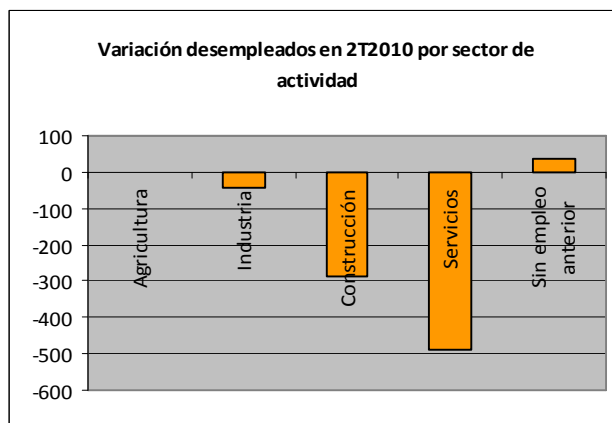 Variación desempleados en 2T2010 por sector de
actividad
100
0
-100
-200
-300
-400
-500
-600
Agricultura
Industria
Construcción
Servicios
Sin empleo
anterior